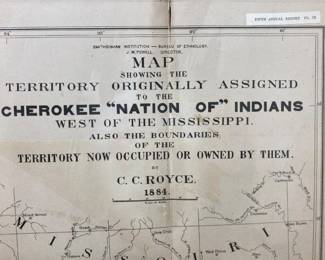 FIFTH ANNUAL REPORT PL. IX
SMITHSONIAN INSTITUTION — BUREAU OF ETHNOLOGY.
J. W. POWELL, DIRECTOR.
MAP
SHOWING THE
TERRITORY ORIGINALLY ASSIGNED
TO THE
CHEROKEE "NATION OF" INDIANS
WEST OF THE MISSISSIPPI.
ALSO THE BOUNDARIES
OF THE
TERRITORY NOW OCCUPIED OR OWNED BY THEM.
BY
C. C. ROYCE.
1884.
MISSOURI